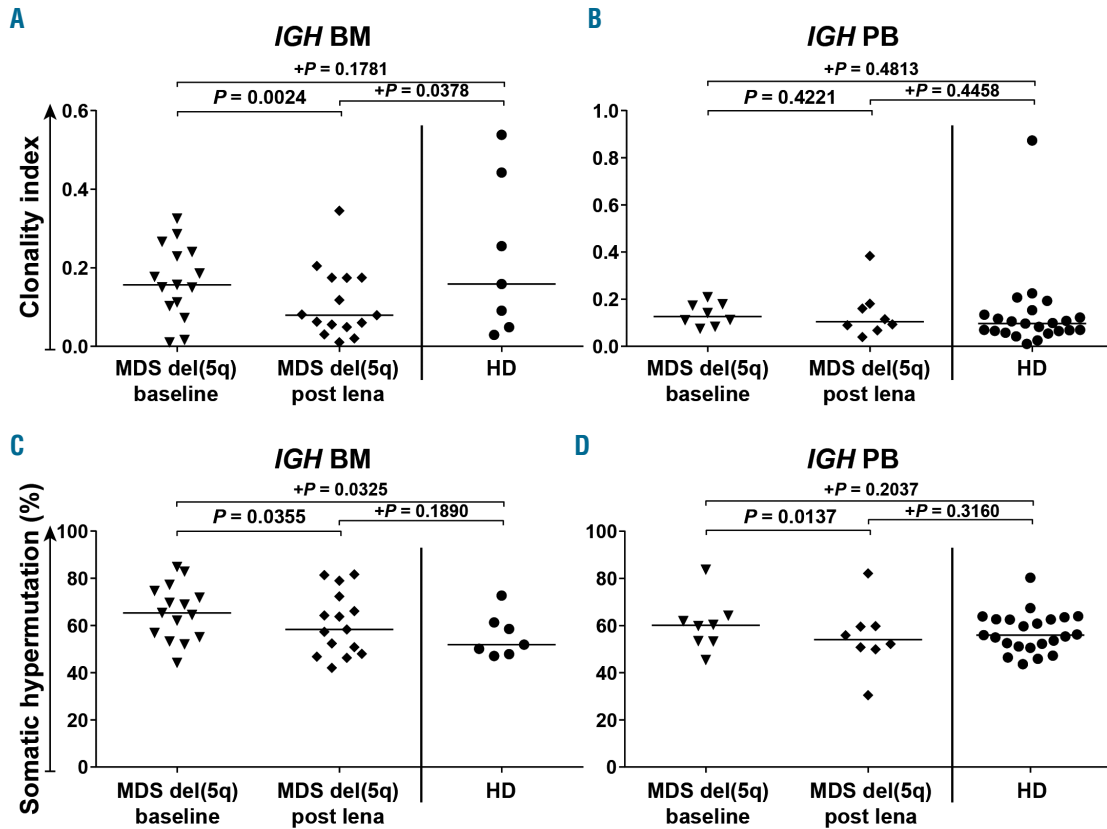 A
IGH BM
+P = 0.1781
P = 0.0024
+P = 0.0378
Clonality index
0.6
0.4
0.2
0.0
MDS del(5q)
baseline
MDS del(5q)
post lena
HD
B
IGH PB
+P = 0.4813
P = 0.4221
+P = 0.4458
1.0
0.8
0.6
0.4
0.2
0.0
MDS del(5q)
baseline
MDS del(5q)
post lena
HD
C
IGH BM
+P = 0.0325
P = 0.0355
+P = 0.1890
Somatic hypermutation (%)
100
80
60
40
20
0
MDS del(5q)
baseline
MDS del(5q)
post lena
HD
D
IGH PB
+P = 0.2037
P = 0.0137
+P = 0.3160
100
80
60
40
20
0
MDS del(5q)
baseline
MDS del(5q)
post lena
HD